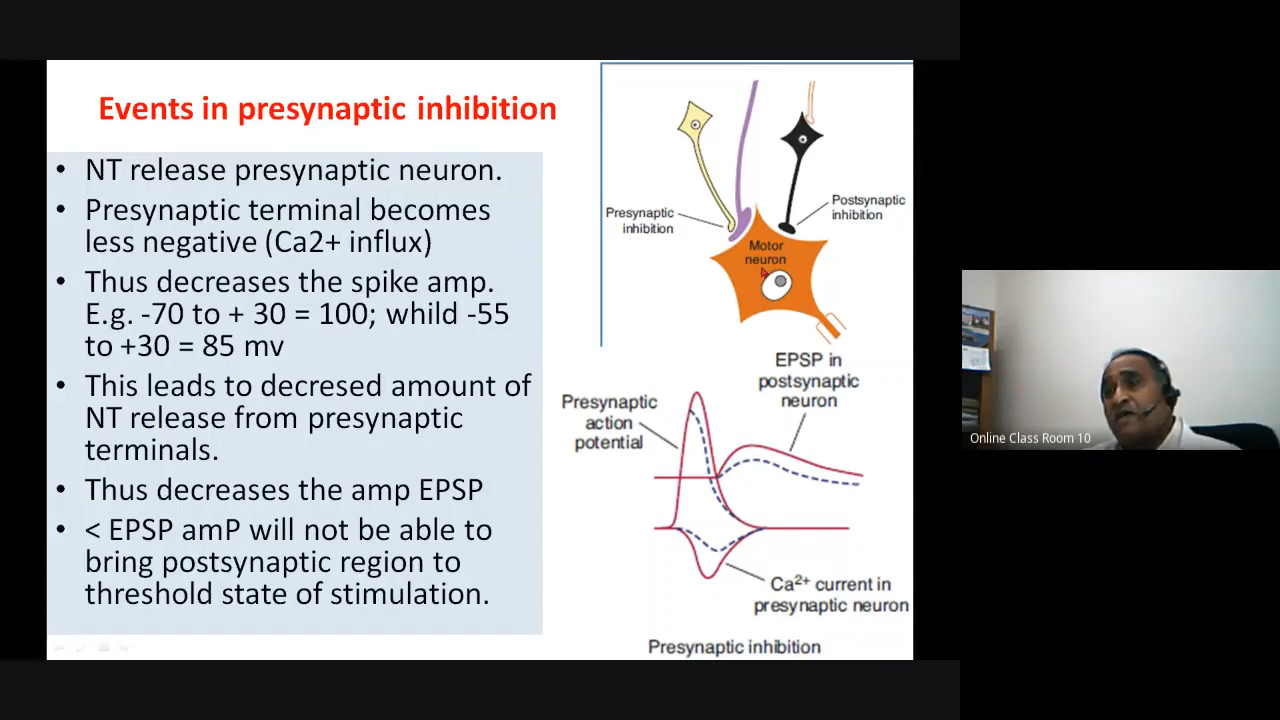 Events in presynaptic inhibition
• NT release presynaptic neuron.
• Presynaptic terminal becomes
less negative (Ca2+ influx)
• Thus decreases the spike amp.
E.g. -70 to + 30 = 100; whild -55
to +30 = 85 mv
• This leads to decresed amount of
NT release from presynaptic
terminals.
• Thus decreases the amp EPSP
• < EPSP amP will not be able to
bring postsynaptic region to
threshold state of stimulation.
Presynaptic
inhibition
Postsynaptic
inhibition
Motor
neuron
EPSP in
postsynaptic
neuron
Presynaptic
action
potential
Ca²⁺ current in
presynaptic neuron
Presynaptic inhibition
Online Class Room 10